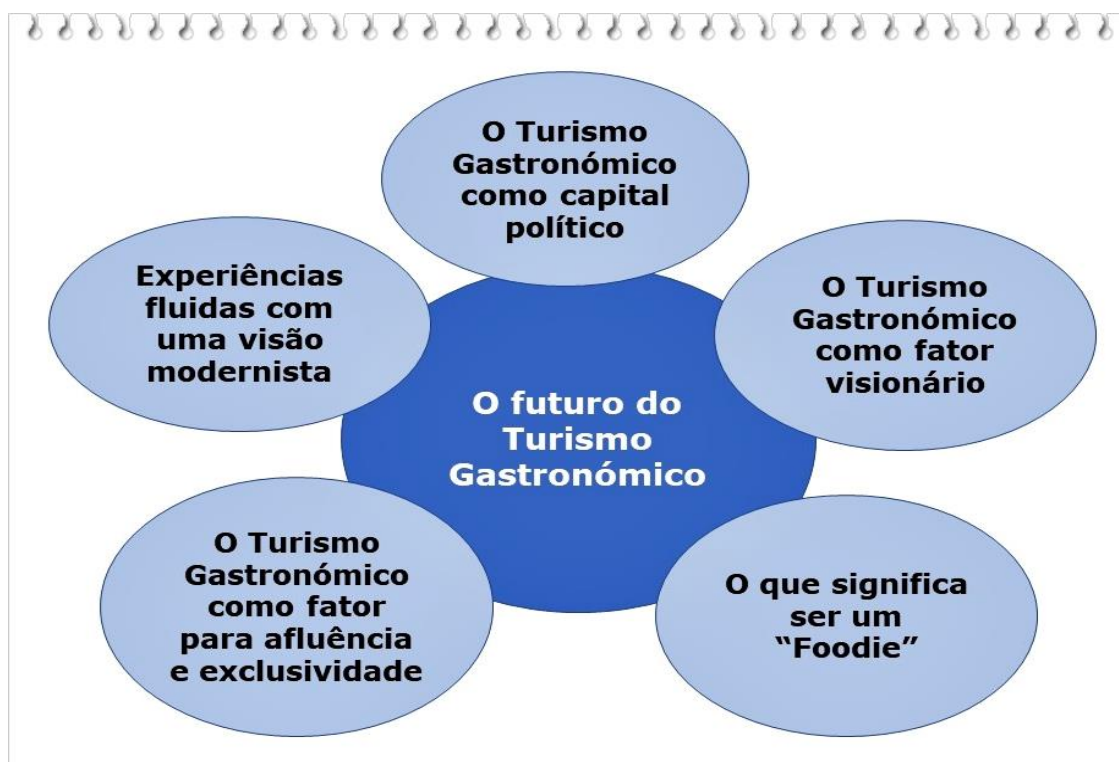 O Turismo
Gastronómico
como capital
político
Experiências
fluidas com
uma visão
modernista
O Turismo
Gastronómico
como fator
visionário
O futuro do
Turismo
Gastronómico
O Turismo
Gastronómico
como fator
para afluência
e exclusividade
O que significa
ser um
“Foodie”